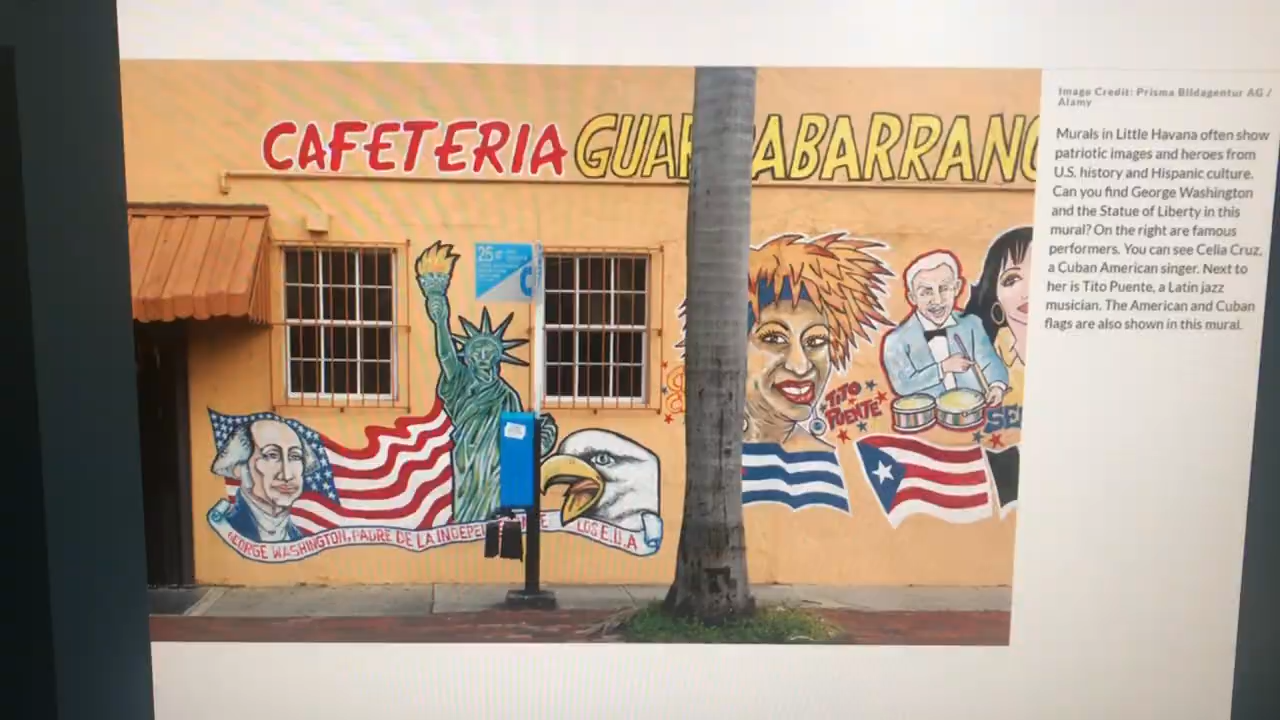 CAFETERIA GUA ABARRANC
25
TITO
PUENTE
SE
GEORGE WASHINGTON, PADRE DE LA INDEPE LOS E.U.A
Image Credit: Prisma Bildagentur AG /
Alamy
Murals in Little Havana often show
patriotic images and heroes from
U.S. history and Hispanic culture.
Can you find George Washington
and the Statue of Liberty in this
mural? On the right are famous
performers. You can see Celia Cruz,
a Cuban American singer. Next to
her is Tito Puente, a Latin jazz
musician. The American and Cuban
flags are also shown in this mural.